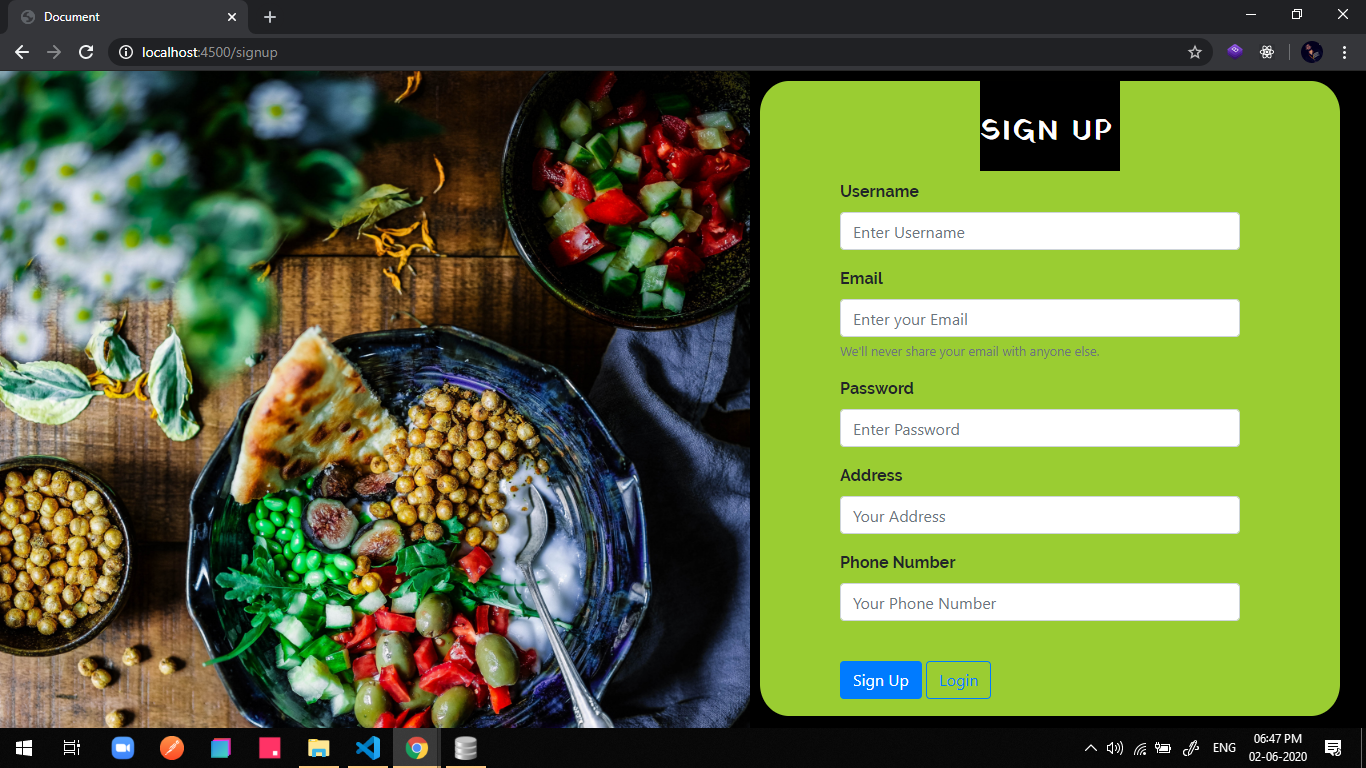 Document
localhost:4500/signup
SIGN UP
Username
Enter Username
Email
Enter your Email
We'll never share your email with anyone else.
Password
Enter Password
Address
Your Address
Phone Number
Your Phone Number
Sign Up Login
ENG 06:47 PM
02-06-2020